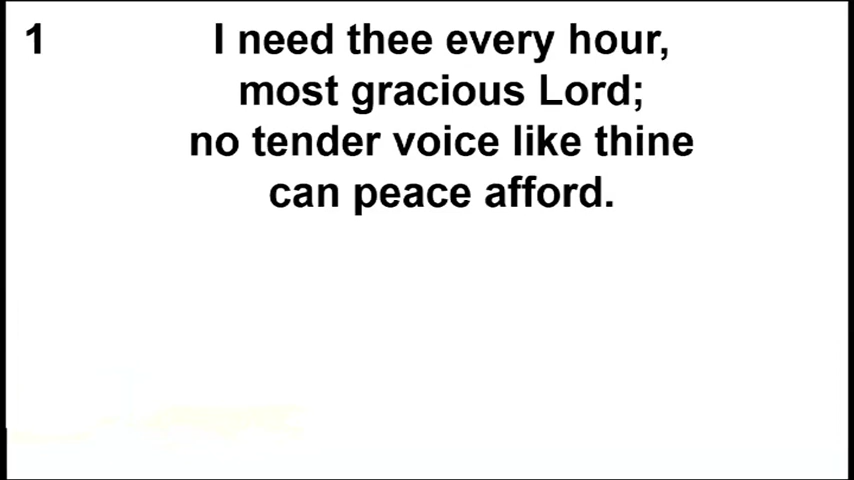 1
I need thee every hour,
most gracious Lord;
no tender voice like thine
can peace afford.